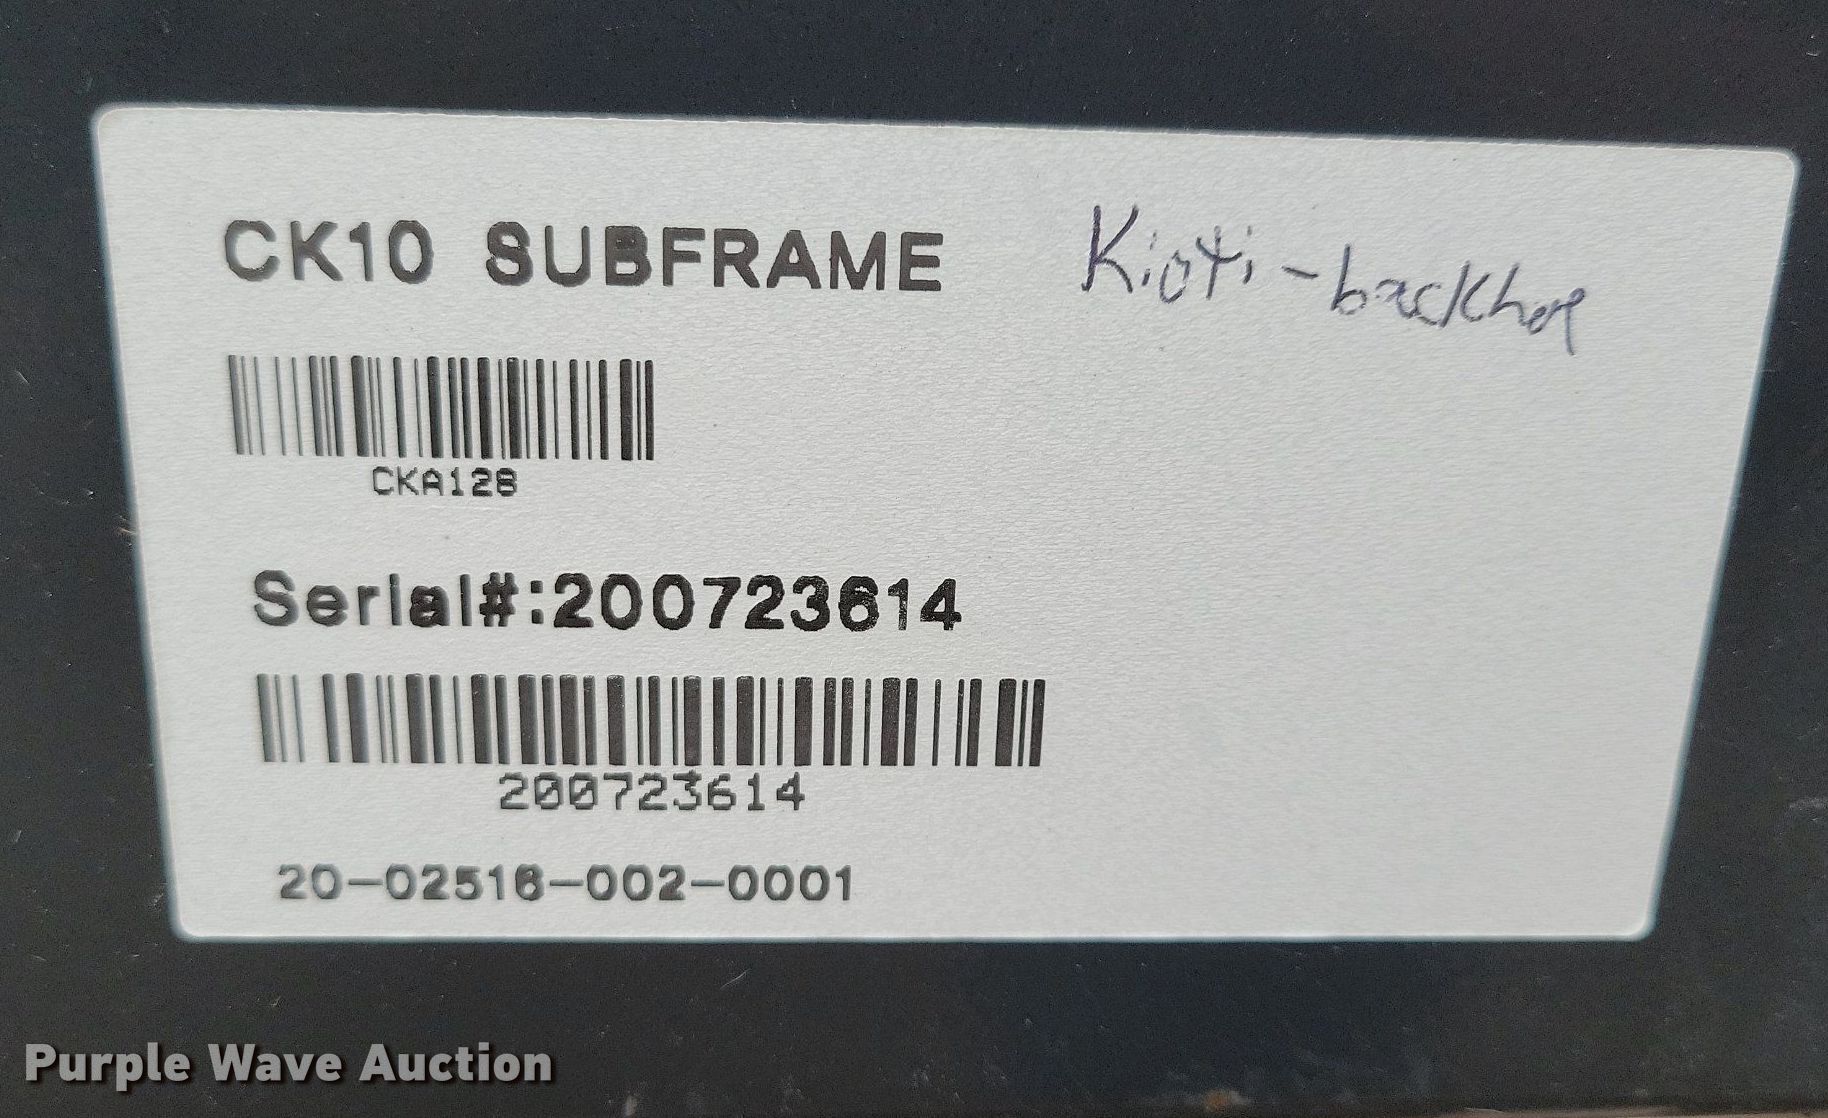 CK10 SUBFRAME
Kioti-backhoe
CKA128
Serial#:200723614
200723614
20-02516-002-0001
Purple Wave Auction